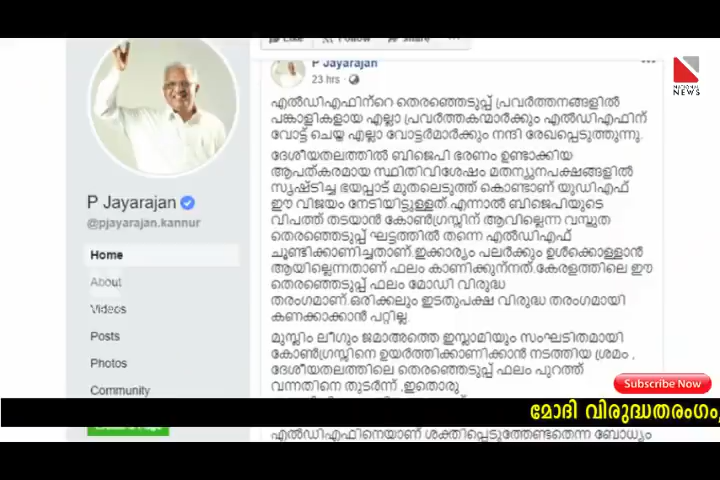 Like Follow Share ...
P Jayarajan
23 hrs
NATIONAL
NEWS
എൽഡിഎഫിൻറെ തെരഞ്ഞെടുപ്പ് പ്രവർത്തനങ്ങളിൽ
പങ്കാളികളായ എല്ലാ പ്രവർത്തകന്മാർക്കും എൽഡിഎഫിന്
വോട്ട് ചെയ്ത എല്ലാ വോട്ടർമാർക്കും നന്ദി രേഖപ്പെടുത്തുന്നു.
ദേശീയതലത്തിൽ ബിജെപി ഭരണം ഉണ്ടാക്കിയ
ആപത്കരമായ സ്ഥിതിവിശേഷം മതന്യൂനപക്ഷങ്ങളിൽ
സൃഷ്ടിച്ച ഭയപ്പാട് മുതലെടുത്ത് കൊണ്ടാണ് യുഡിഎഫ്
ഈ വിജയം നേടിയിട്ടുള്ളത്.എന്നാൽ ബിജെപിയുടെ
വിപത്ത് തടയാൻ കോൺഗ്രസ്സിന് ആവില്ലെന്ന വസ്തുത
തെരഞ്ഞെടുപ്പ് ഘട്ടത്തിൽ തന്നെ എൽഡിഎഫ്
ചൂണ്ടിക്കാണിച്ചതാണ്.ഇക്കാര്യം പലർക്കും ഉൾക്കൊള്ളാൻ
ആയില്ലെന്നതാണ് ഫലം കാണിക്കുന്നത്.കേരളത്തിലെ ഈ
തെരഞ്ഞെടുപ്പ് ഫലം മോഡി വിരുദ്ധ
തരംഗമാണ്.ഒരിക്കലും ഇടതുപക്ഷ വിരുദ്ധ തരംഗമായി
കണക്കാക്കാൻ പറ്റില്ല.
മുസ്ലിം ലീഗും ജമാഅത്തെ ഇസ്ലാമിയും സംഘടിതമായി
കോൺഗ്രസ്സിനെ ഉയർത്തിക്കാണിക്കാൻ നടത്തിയ ശ്രമം ,
ദേശീയതലത്തിലെ തെരഞ്ഞെടുപ്പ് ഫലം പുറത്ത്
വന്നതിനെ തുടർന്ന് ,ഇതൊരു
എൽഡിഎഫിനെയാണ് ശക്തിപ്പെടുത്തേണ്ടതെന്ന ബോധ്യം
P Jayarajan
@pjayarajan.kannur
Home
About
Videos
Posts
Photos
Community
Subscribe Now
മോദി വിരുദ്ധതരംഗം,